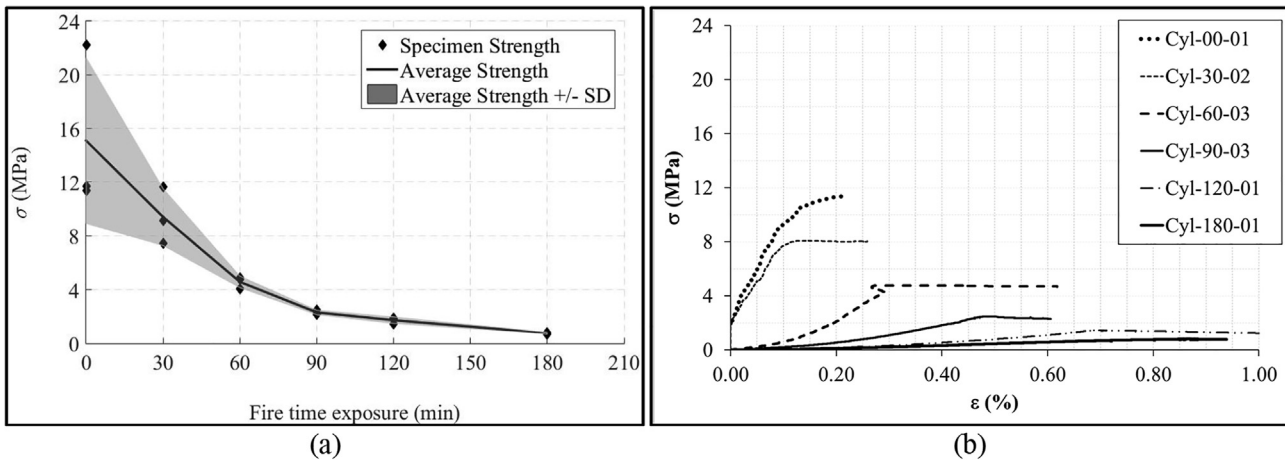 24
20
16
12
8
4
0
σ (MPa)
0 30 60 90 120 150 180 210
Fire time exposure (min)
Specimen Strength
Average Strength
Average Strength +/- SD
(a)
24
20
16
12
8
4
0
σ (MPa)
0.00 0.20 0.40 0.60 0.80 1.00
ε (%)
Cyl-00-01
Cyl-30-02
Cyl-60-03
Cyl-90-03
Cyl-120-01
Cyl-180-01
(b)